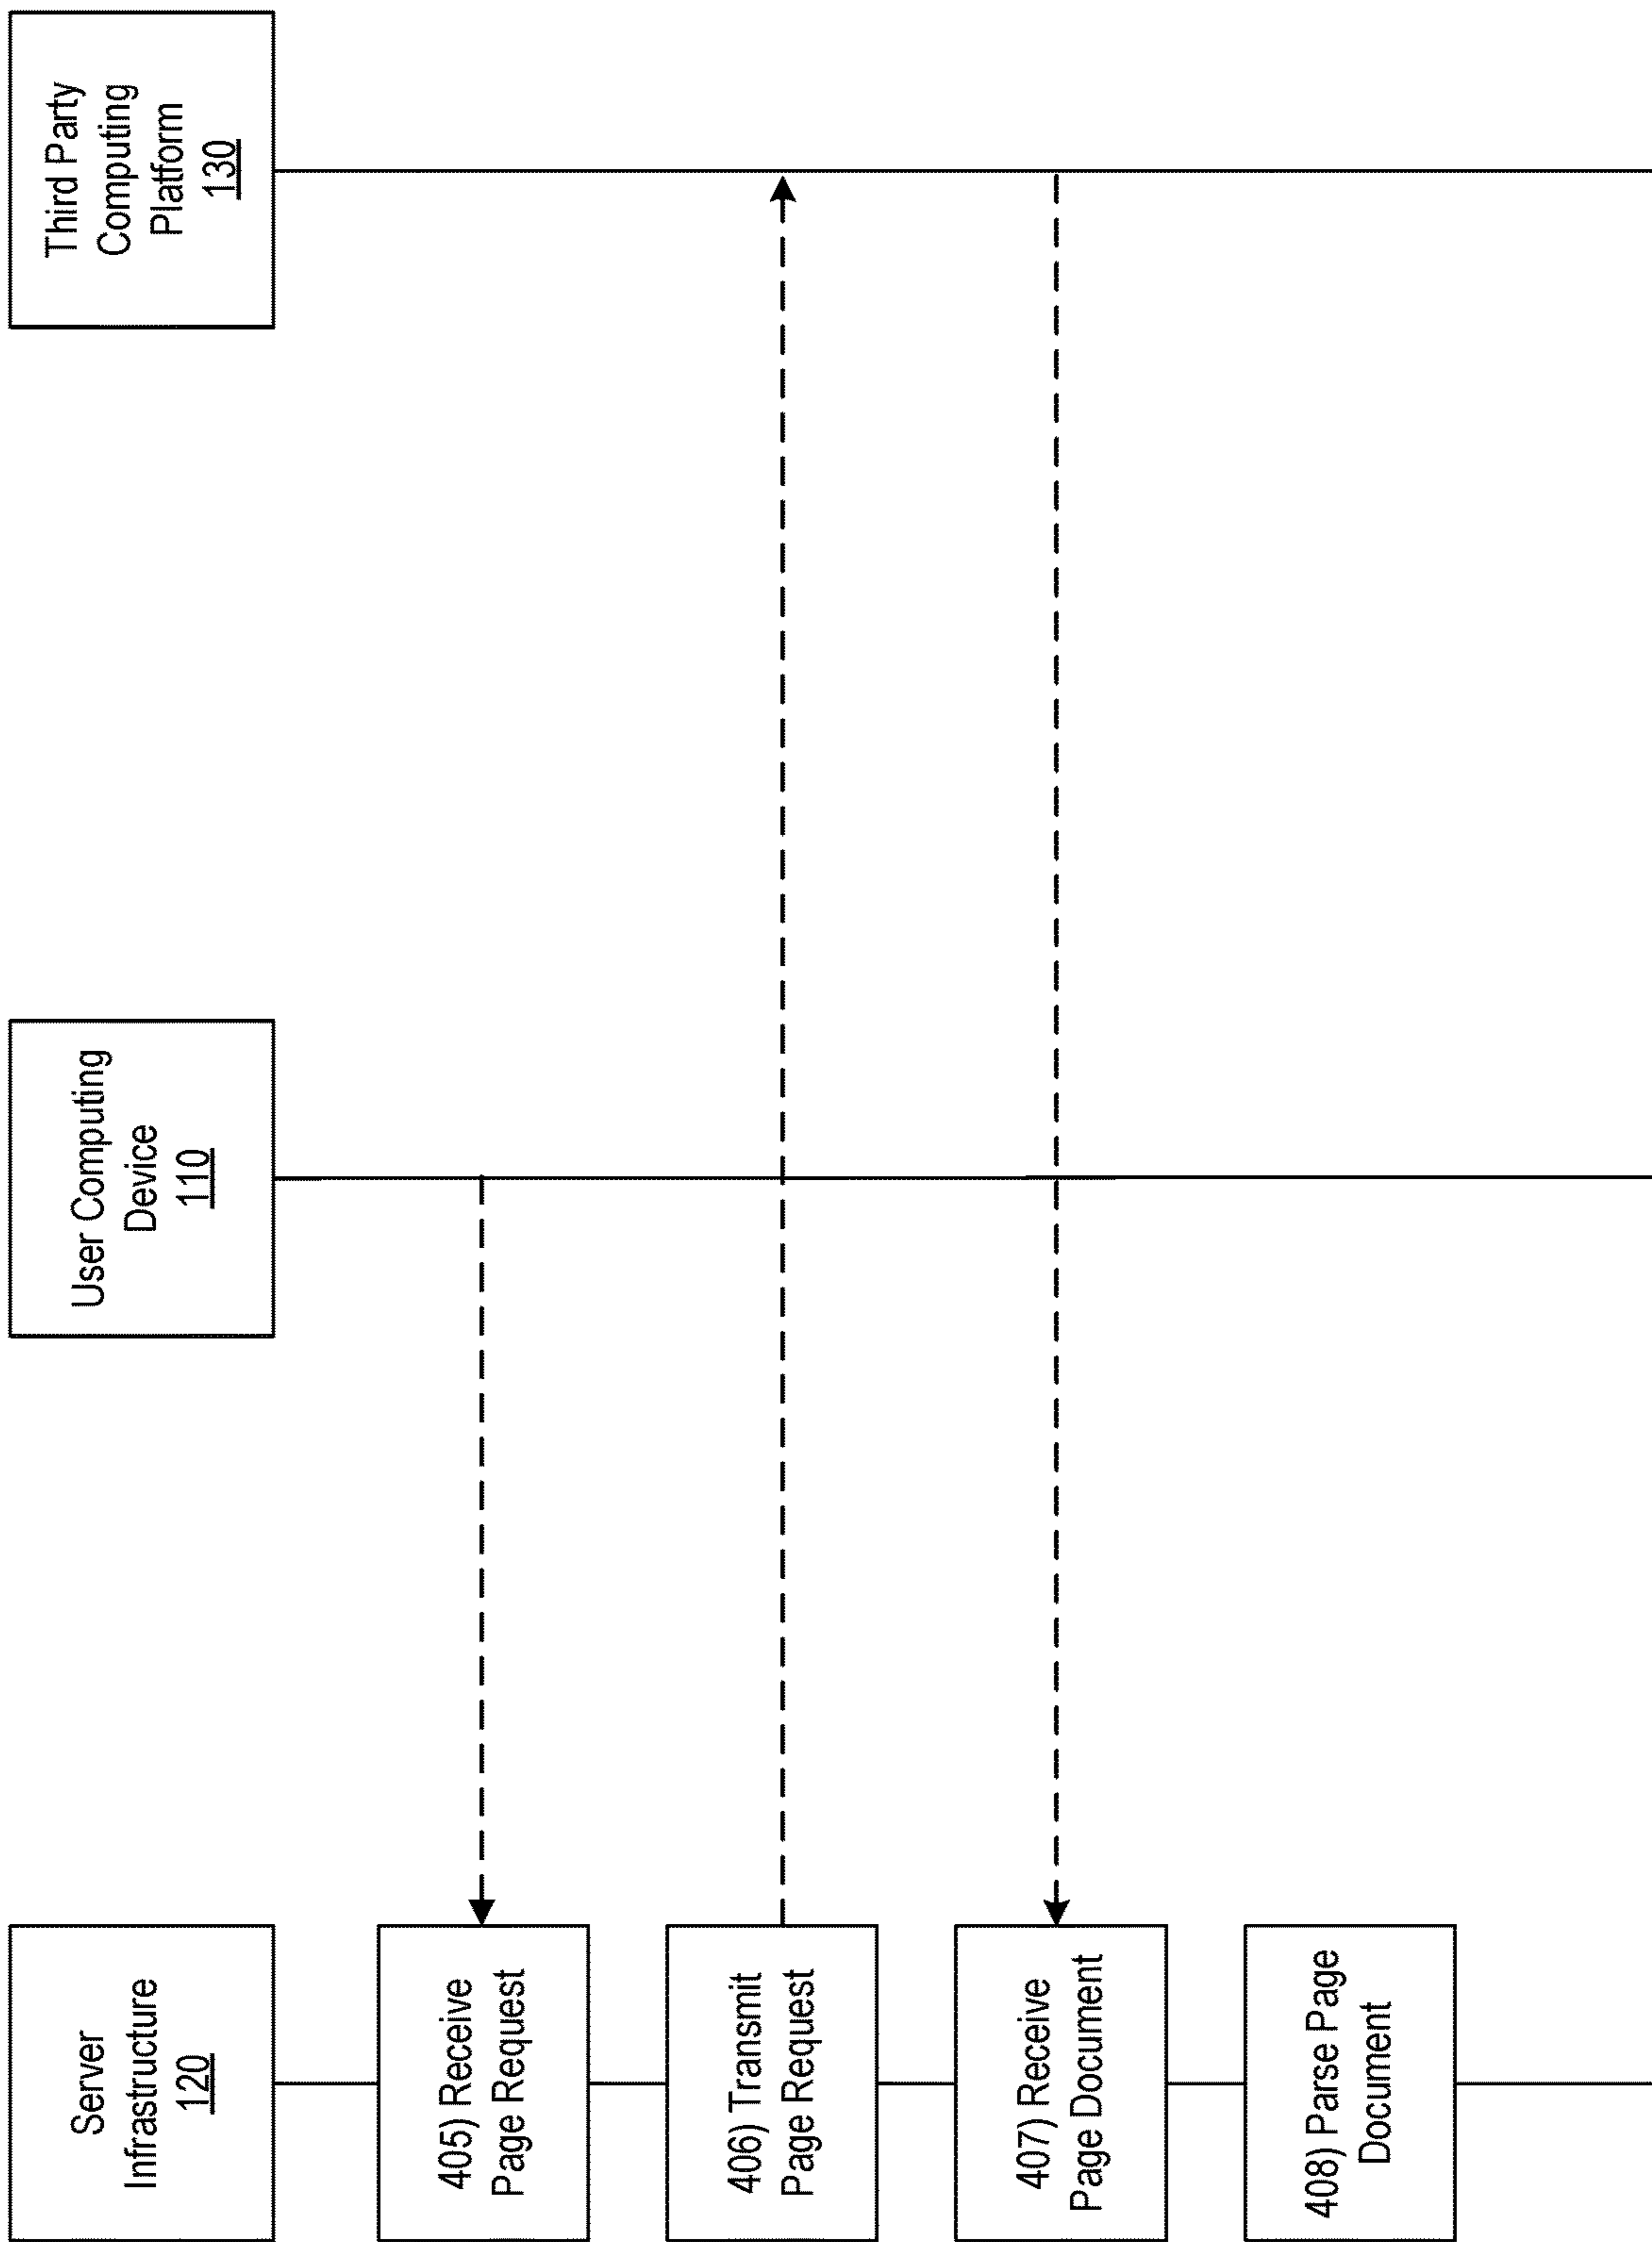 Server
Infrastructure
120
User Computing
Device
110
Third Party
Computing
Platform
130
405) Receive
Page Request
406) Transmit
Page Request
407) Receive
Page Document
408) Parse Page
Document